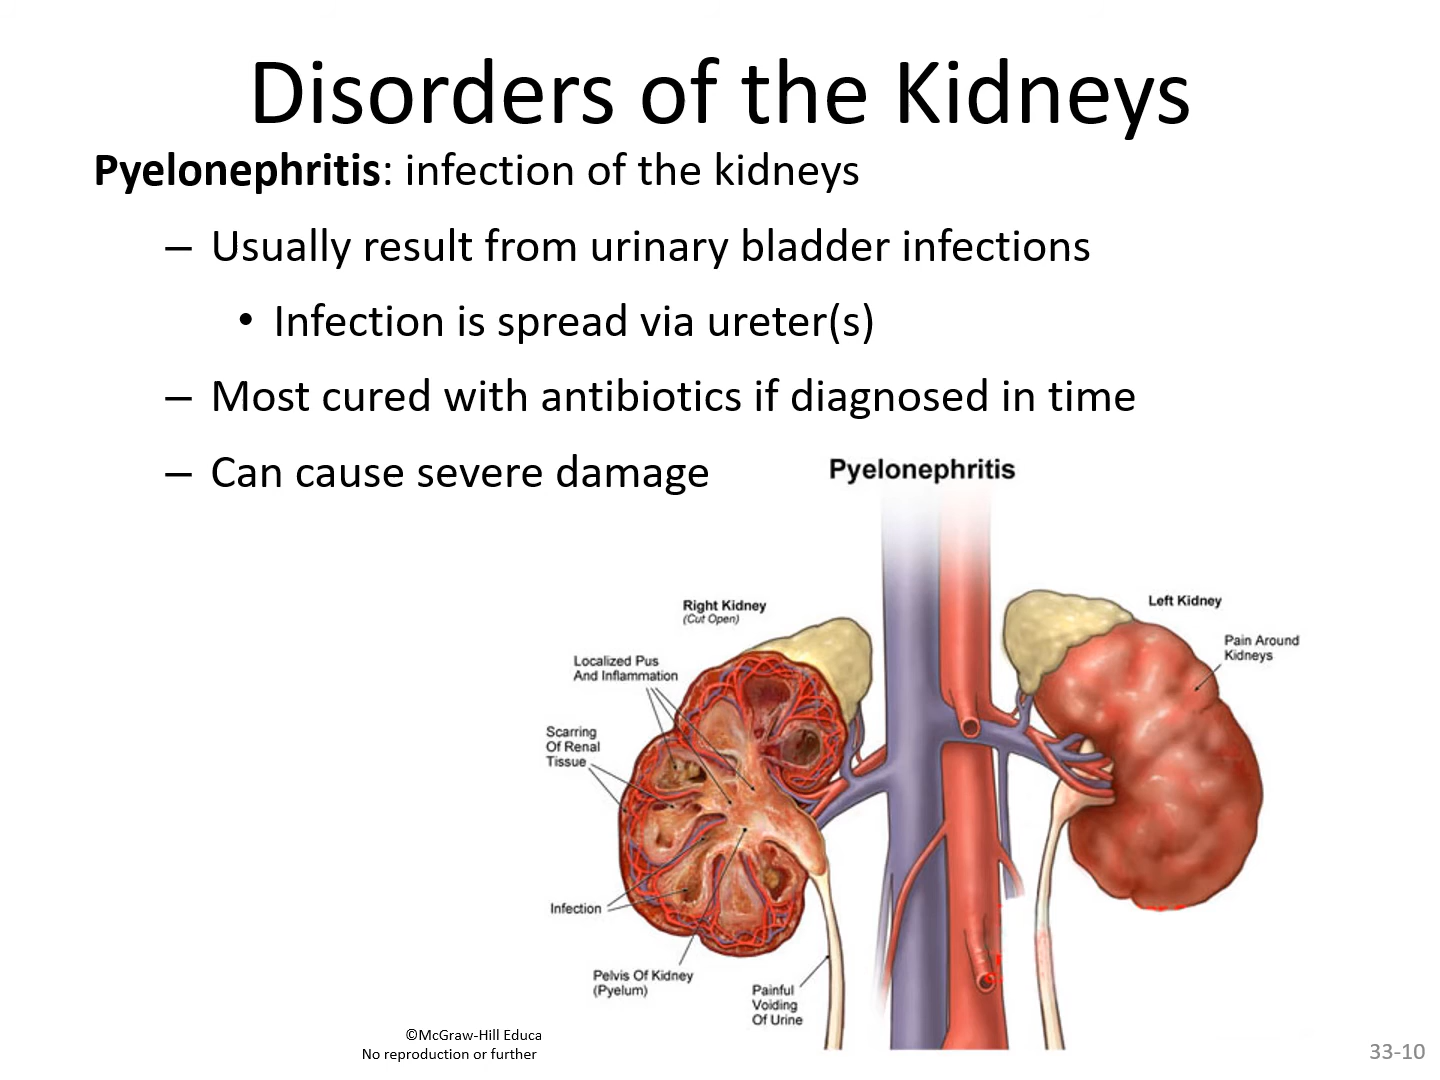 Disorders of the Kidneys
Pyelonephritis: infection of the kidneys
– Usually result from urinary bladder infections
• Infection is spread via ureter(s)
– Most cured with antibiotics if diagnosed in time
– Can cause severe damage
Pyelonephritis
Right Kidney
(Cut Open)
Left Kidney
Pain Around
Kidneys
Localized Pus
And Inflammation
Scarring
Of Renal
Tissue
Infection
Pelvis Of Kidney
(Pyelum)
Painful
Voiding
Of Urine
©McGraw-Hill Educa
No reproduction or further
33-10